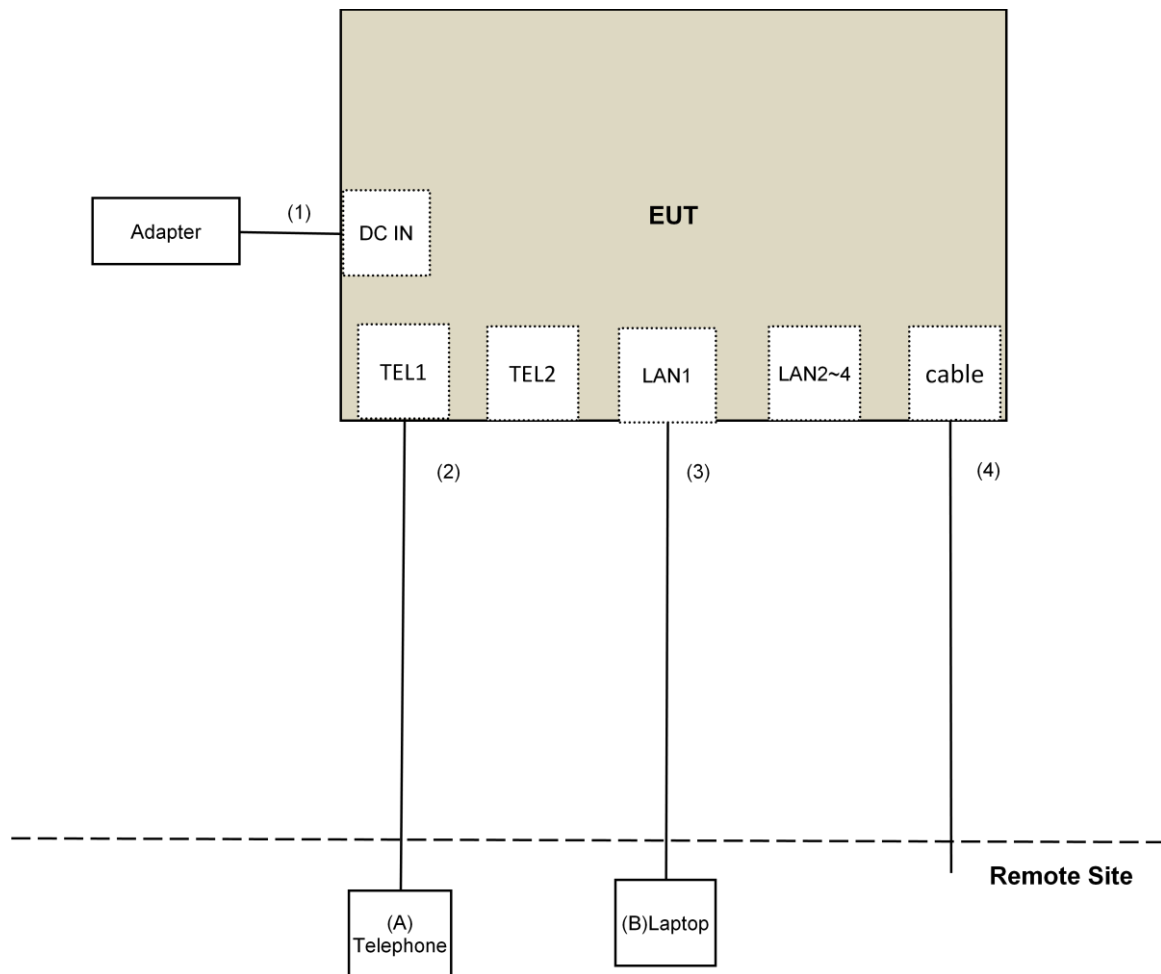 EUT
(1)
Adapter
DC IN
TEL1
TEL2
LAN1
LAN2~4
cable
(2)
(3)
(4)
Remote Site
(A)
Telephone
(B)Laptop